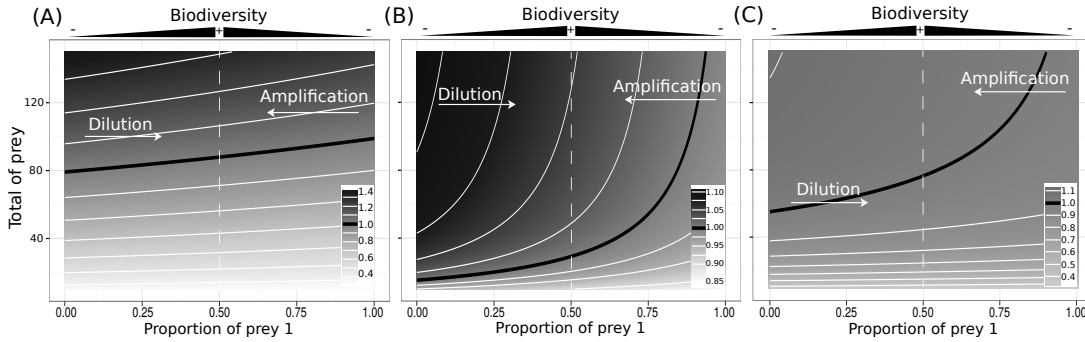 (A)
Biodiversity
-
+
-
Total of prey
120
80
40
Dilution
Amplification
1.4
1.2
1.0
0.8
0.6
0.4
0.00
0.25
0.50
0.75
1.00
Proportion of prey 1
(B)
Biodiversity
-
+
-
Dilution
Amplification
1.10
1.05
1.00
0.95
0.90
0.85
0.00
0.25
0.50
0.75
1.00
Proportion of prey 1
(C)
Biodiversity
-
+
-
Amplification
Dilution
1.1
1.0
0.9
0.8
0.7
0.6
0.5
0.4
0.00
0.25
0.50
0.75
1.00
Proportion of prey 1